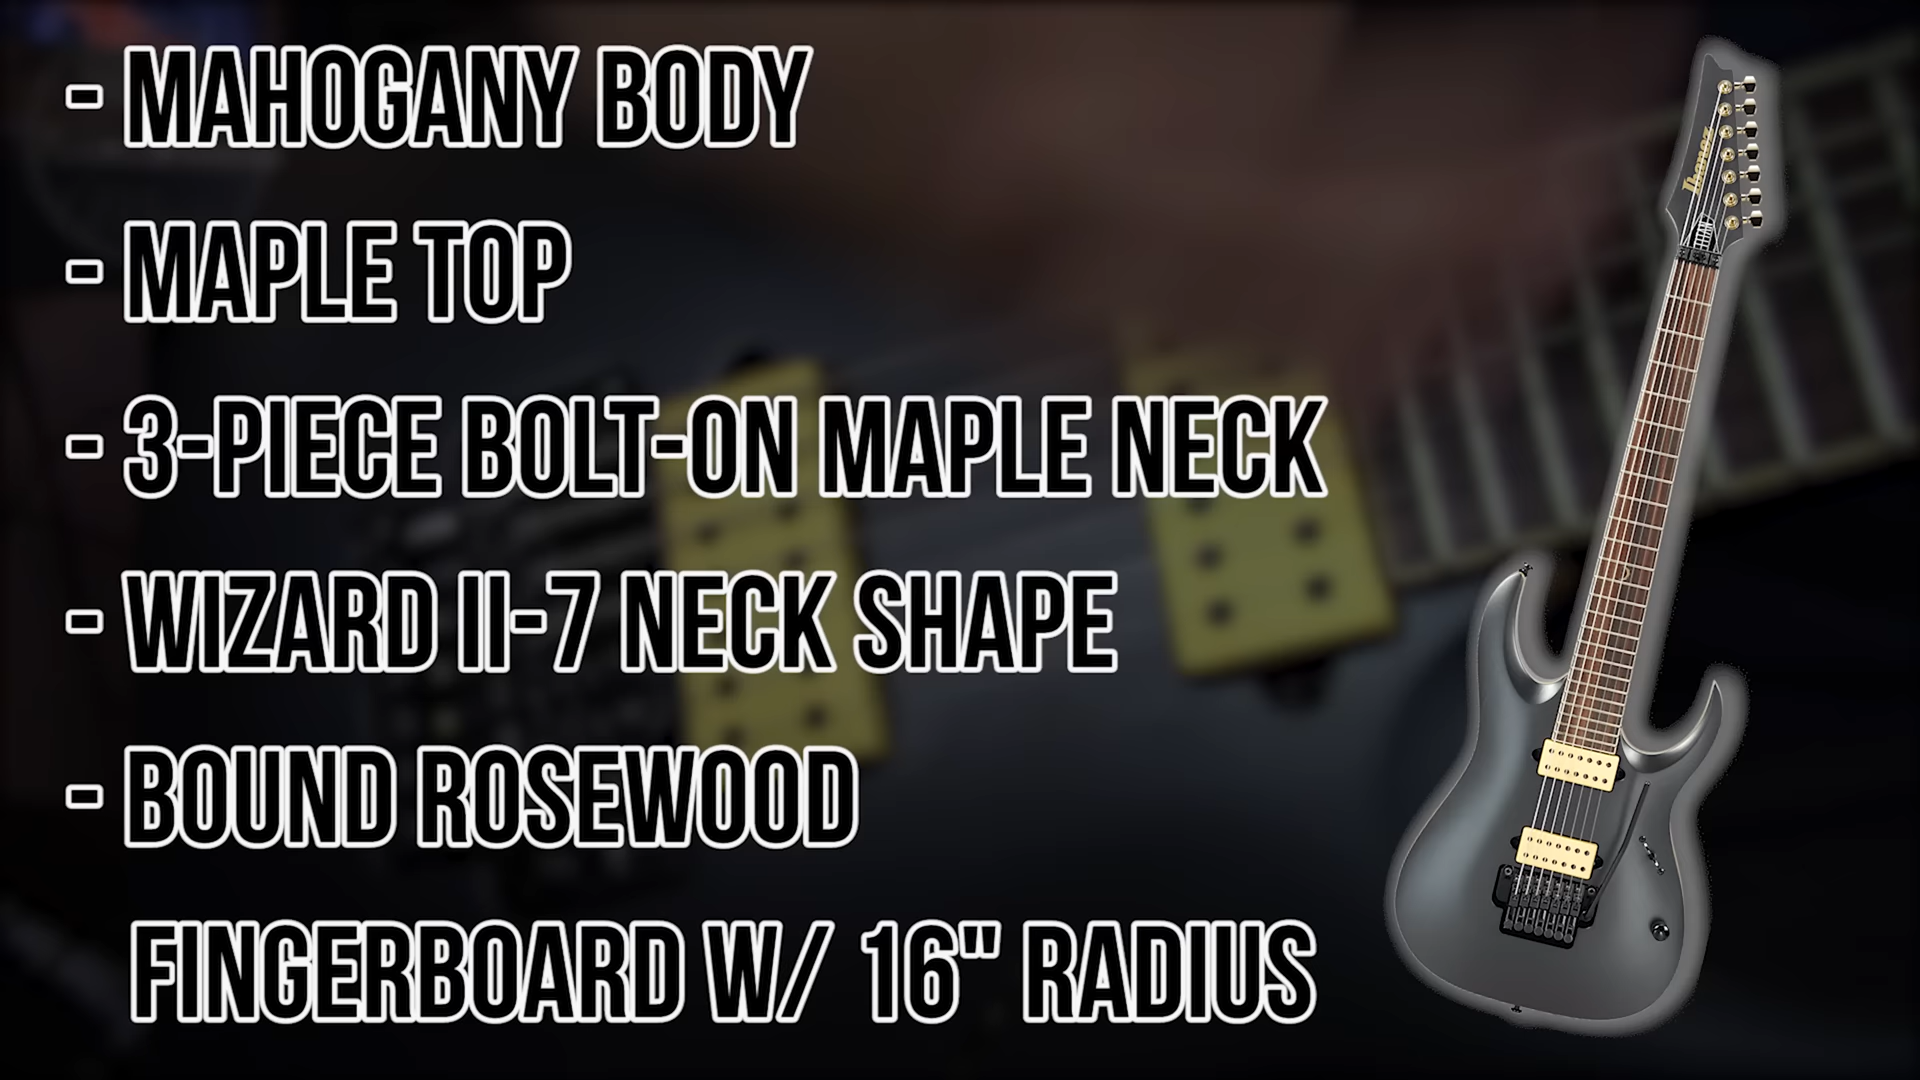 - MAHOGANY BODY
- MAPLE TOP
- 3-PIECE BOLT-ON MAPLE NECK
- WIZARD II-7 NECK SHAPE
- BOUND ROSEWOOD
FINGERBOARD W/ 16" RADIUS
Ibanez